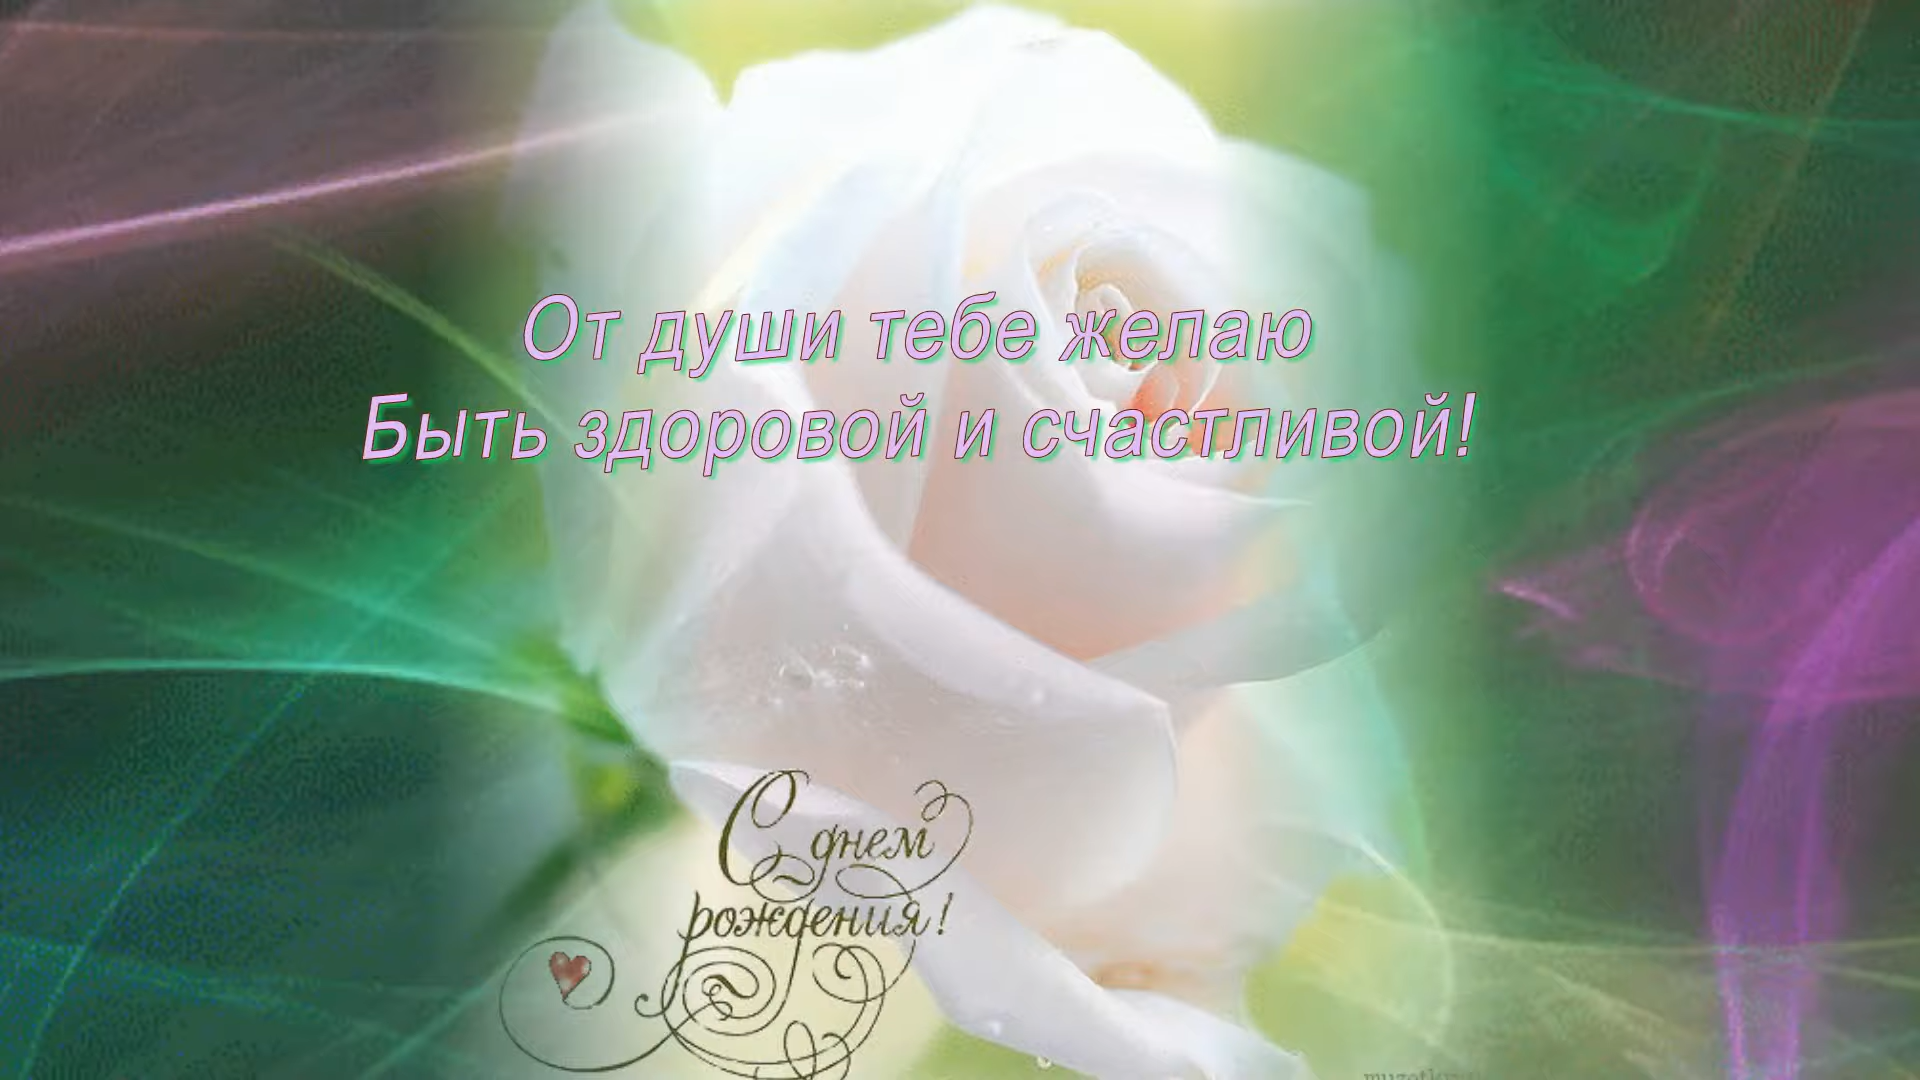 От души тебе желаю
Быть здоровой и счастливой!
С днем
рождения!